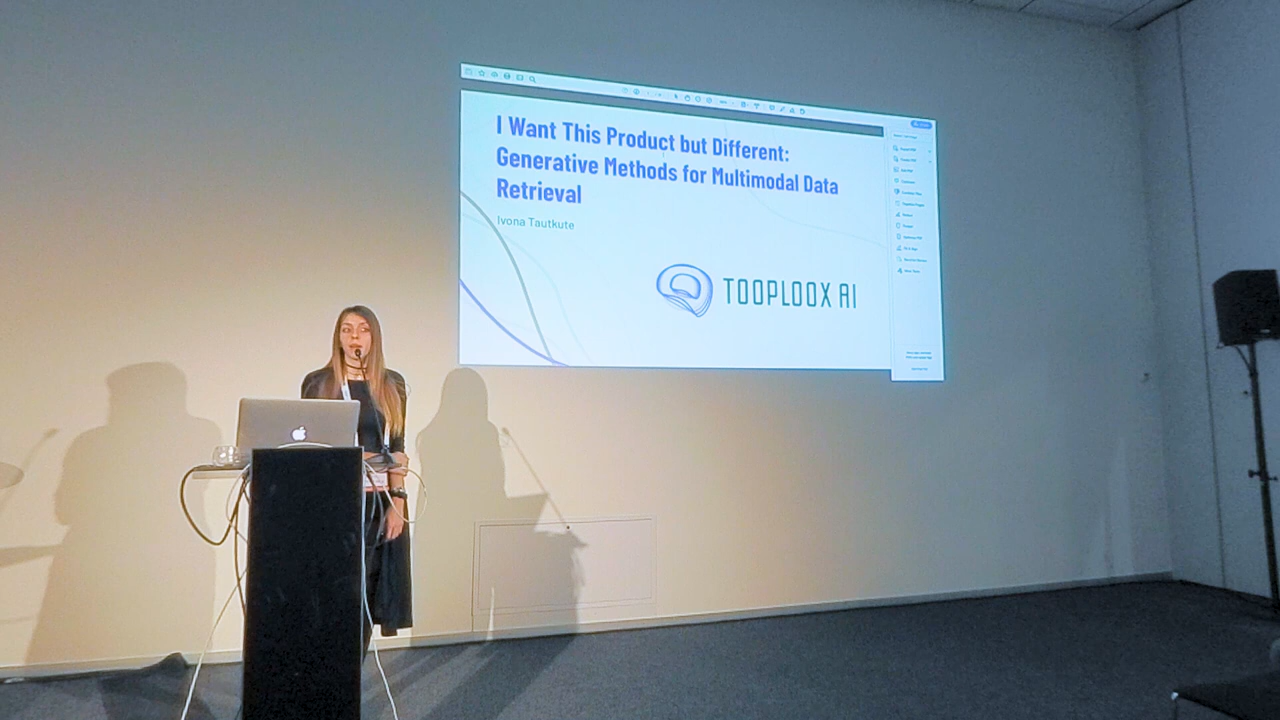 I Want This Product but Different:
Generative Methods for Multimodal Data
Retrieval
Ivona Tautkute
TOOPLOOX AI